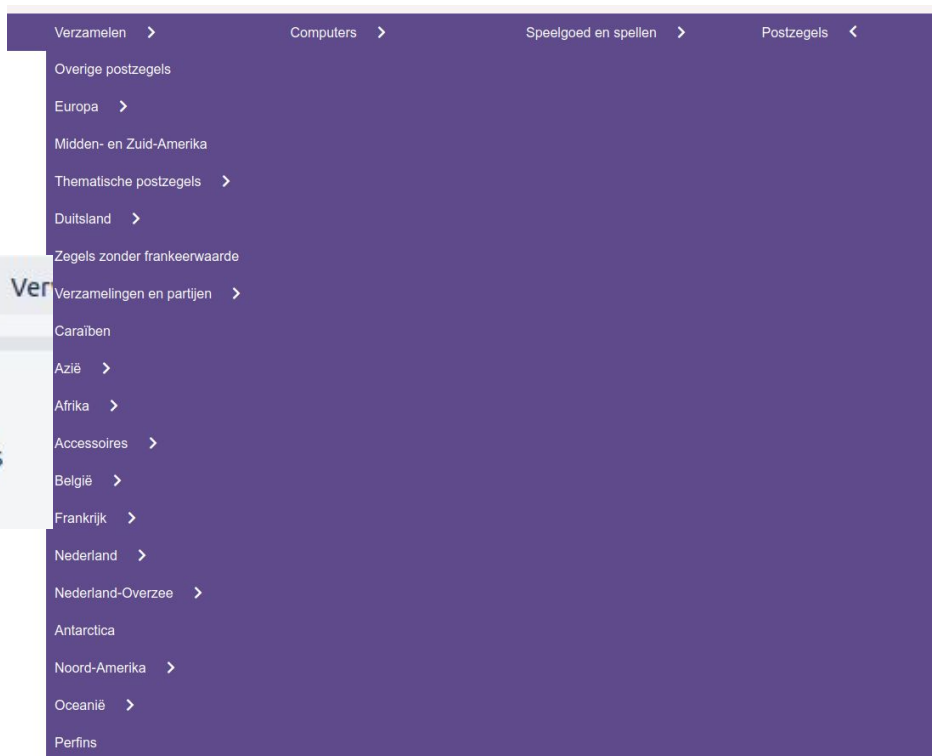 Verzamelen Computers Speelgoed en spellen Postzegels
Overige postzegels
Europa
Midden- en Zuid-Amerika
Thematische postzegels
Duitsland
Zegels zonder frankeerwaarde
Verzamelingen en partijen
Caraïben
Azië
Afrika
Accessoires
België
Frankrijk
Nederland
Nederland-Overzee
Antarctica
Noord-Amerika
Oceanië
Perfins